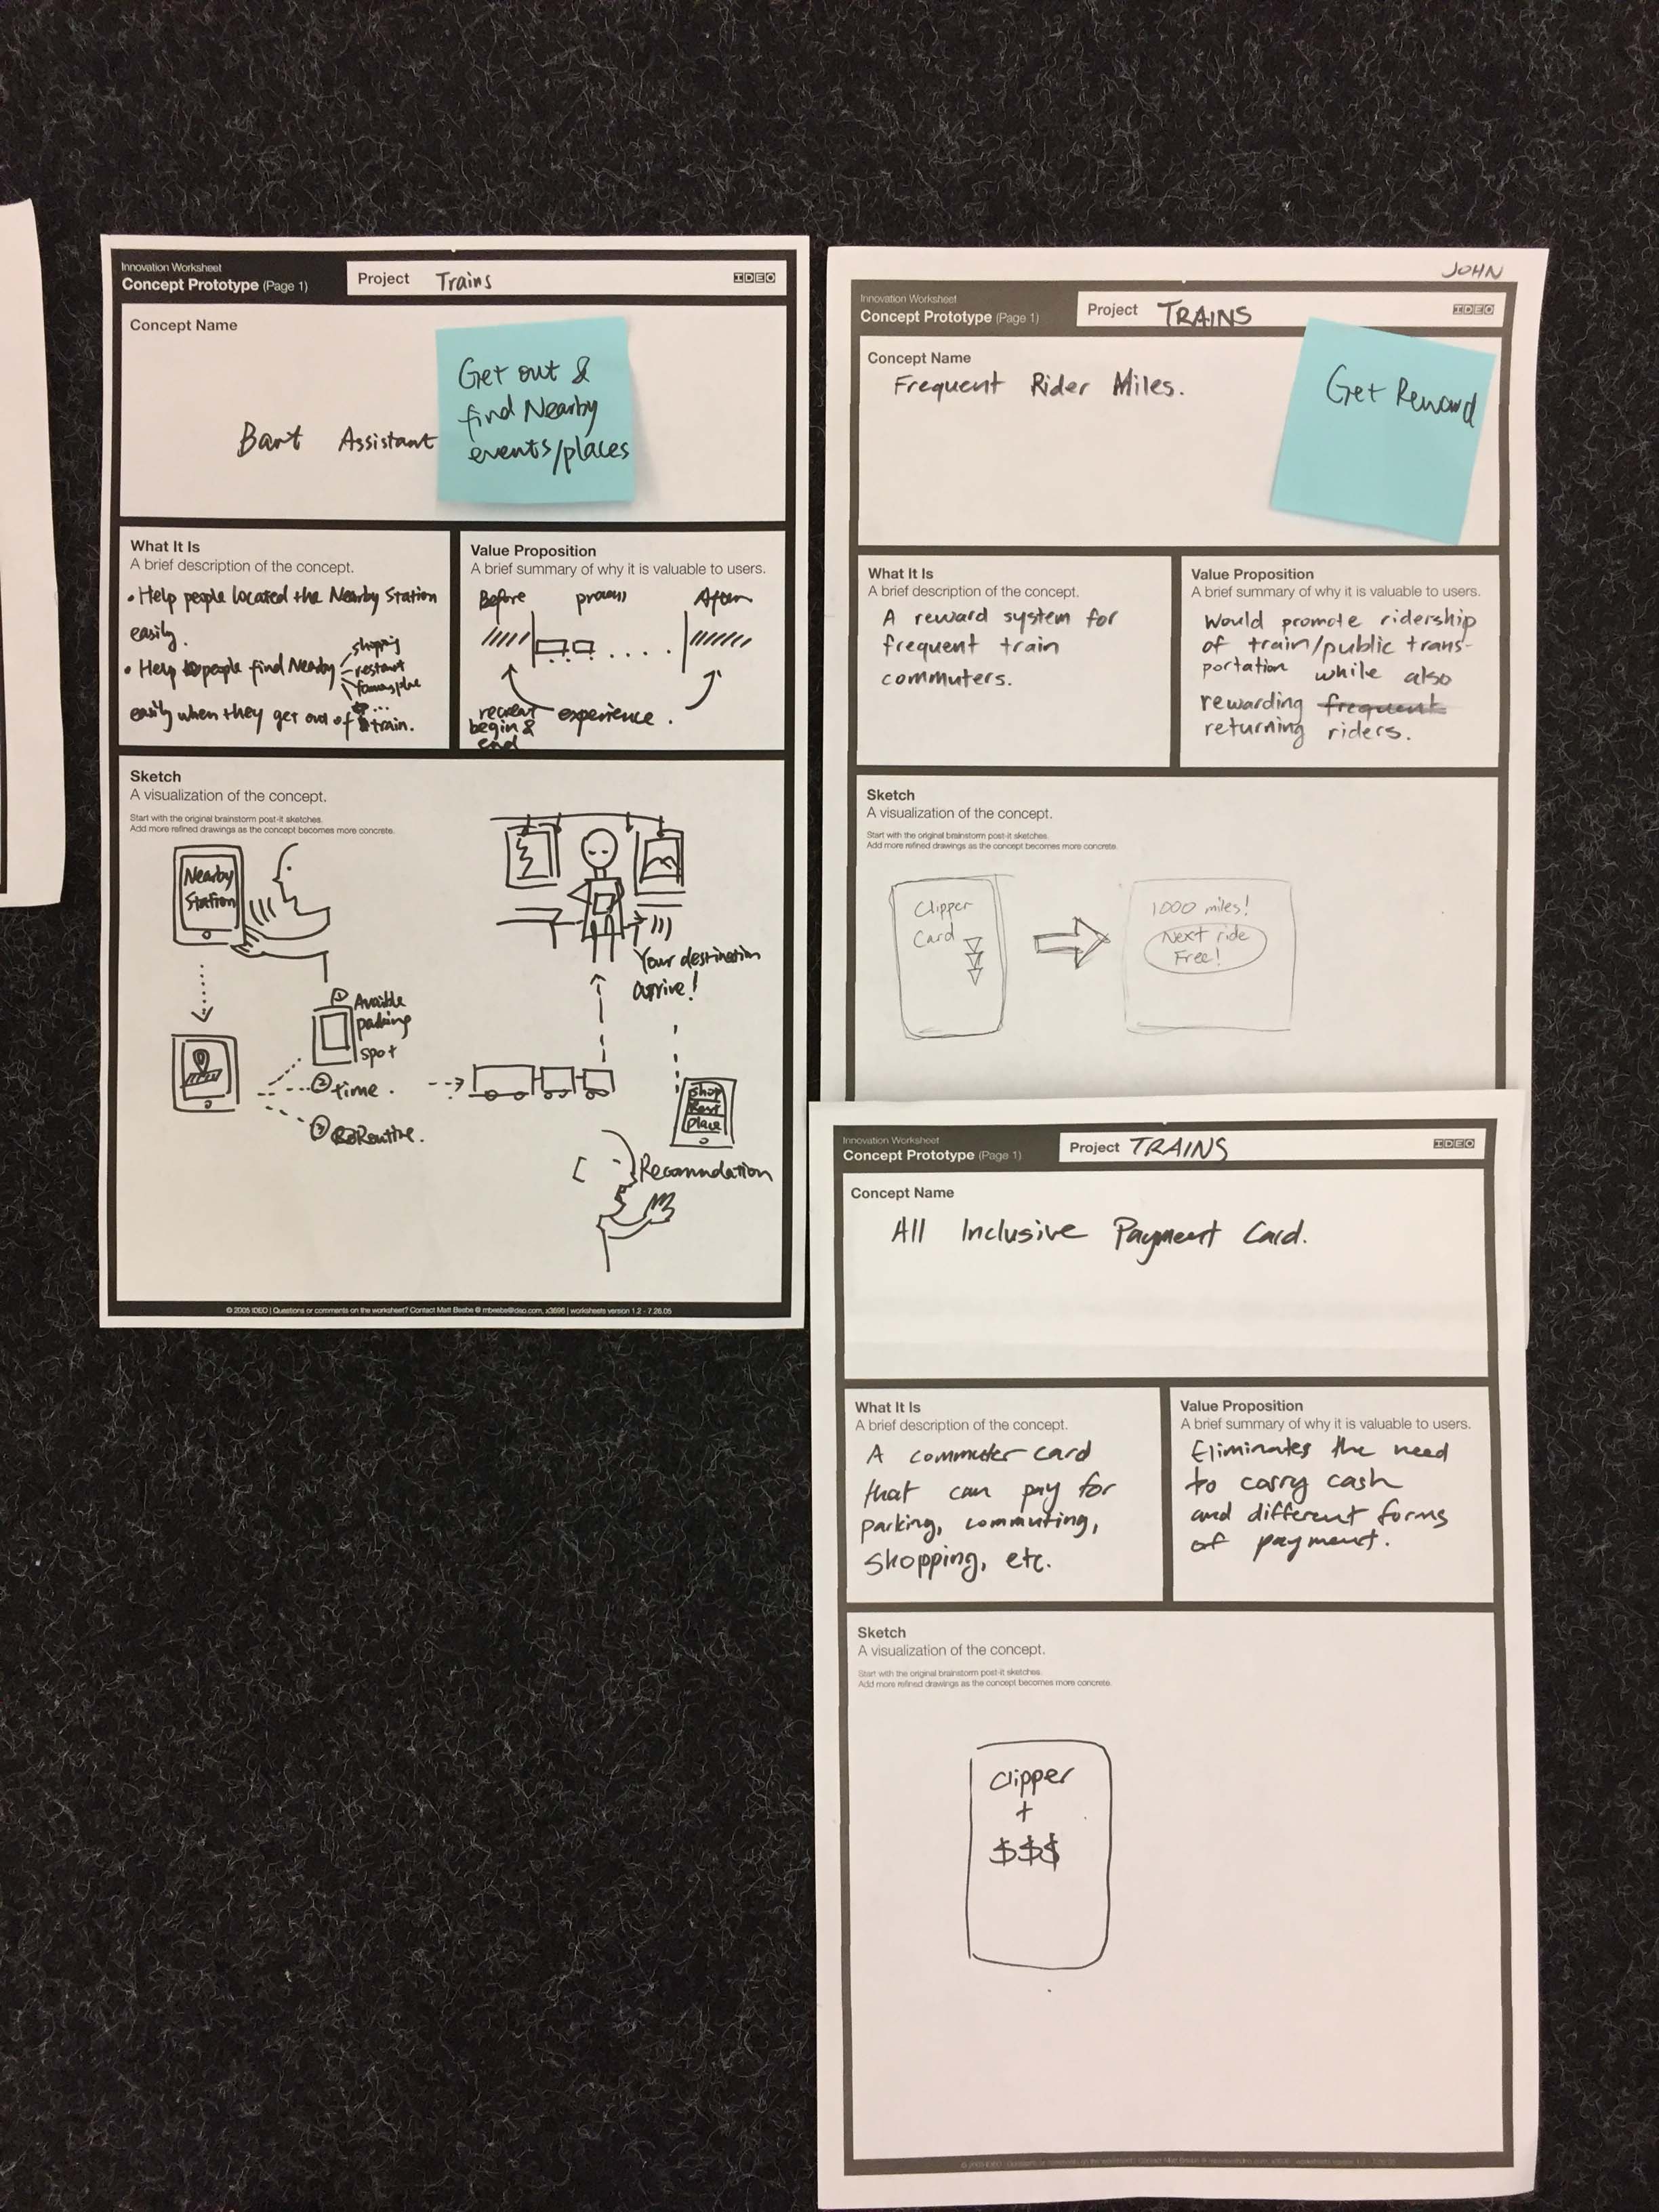 Innovation Worksheet
Concept Prototype (Page 1)
Project Trains
IDEO
Concept Name
Bart Assistant
Get out &
find Nearby
events/places
What It Is
A brief description of the concept.
• Help people located the Nearby Station
easily.
• Help people find Nearby
shopping
restant
...
easily when they get out of train.
Value Proposition
A brief summary of why it is valuable to users.
Before process After
recreat experience.
begin &
end
Sketch
A visualization of the concept.
Start with the original brainstorm post-it sketches.
Add more refined drawings as the concept becomes more concrete.
Nearby
Station
① Avaible
parking
spot
② time.
③ Routine.
Your destination
arrive!
shop
Rest
place
Recomndation
© 2005 IDEO | Questions or comments on the worksheet? Contact Matt Beebe @ mbeebe@ideo.com, x3696 | worksheets version 1.2 - 7.26.05
JOHN
Innovation Worksheet
Concept Prototype (Page 1)
Project TRAINS
IDEO
Concept Name
Frequent Rider Miles.
Get Reward
What It Is
A brief description of the concept.
A reward system for
frequent train
commuters.
Value Proposition
A brief summary of why it is valuable to users.
Would promote ridership
of train/public trans-
portation while also
rewarding frequent
returning riders.
Sketch
A visualization of the concept.
Start with the original brainstorm post-it sketches.
Add more refined drawings as the concept becomes more concrete.
Clipper
Card
1000 miles!
Next ride
Free!
Innovation Worksheet
Concept Prototype (Page 1)
Project TRAINS
IDEO
Concept Name
All Inclusive Payment Card.
What It Is
A brief description of the concept.
A commuter card
that can pay for
parking, commuting,
shopping, etc.
Value Proposition
A brief summary of why it is valuable to users.
Eliminates the need
to carry cash
and different forms
of payment.
Sketch
A visualization of the concept.
Start with the original brainstorm post-it sketches.
Add more refined drawings as the concept becomes more concrete.
Clipper
+
$$$